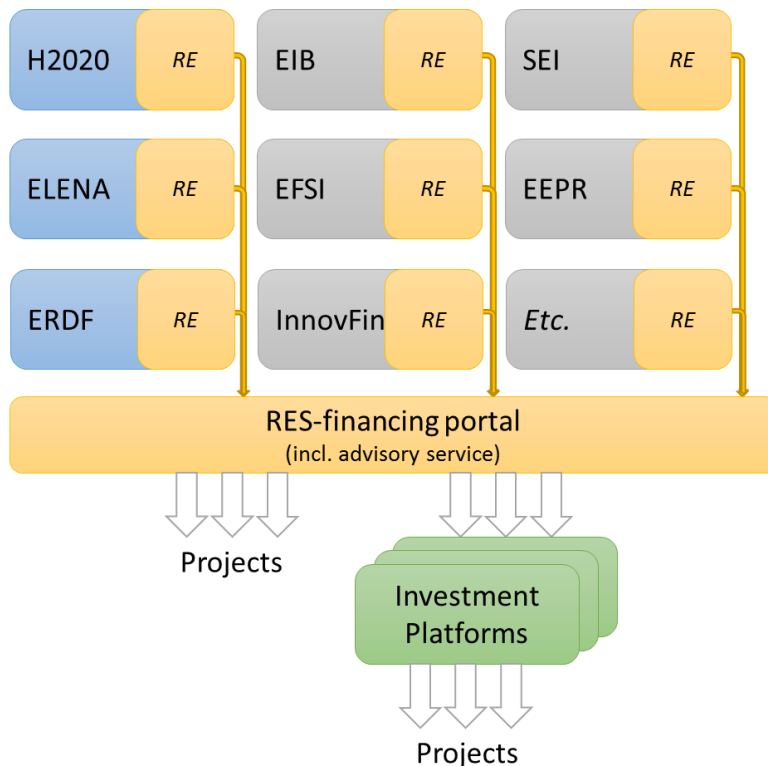 H2020 RE EIB RE SEI RE
ELENA RE EFSI RE EEPR RE
ERDF RE InnovFin RE Etc. RE
RES-financing portal
(incl. advisory service)
Projects
Investment
Platforms
Projects